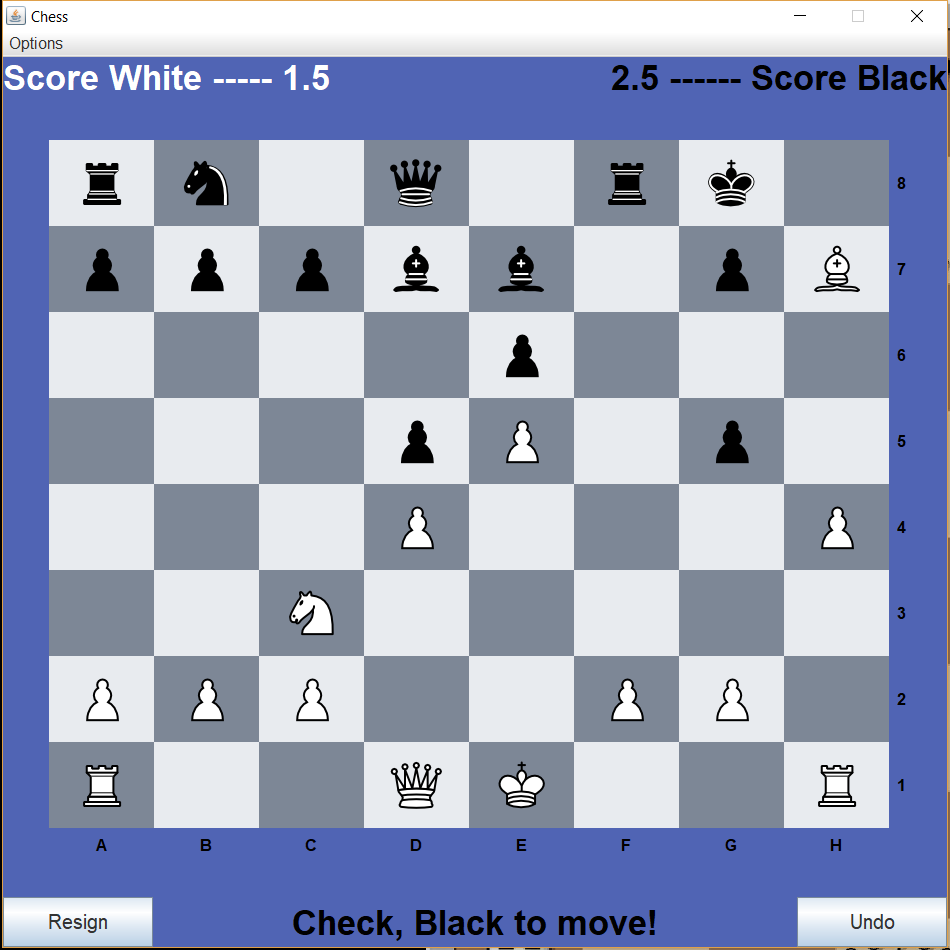 Chess
Options
Score White ----- 1.5
2.5 ------ Score Black
8
7
6
5
4
3
2
1
A B C D E F G H
Resign
Check, Black to move!
Undo